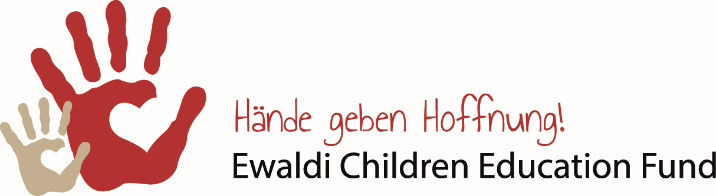 Hände geben Hoffnung!
Ewaldi Children Education Fund